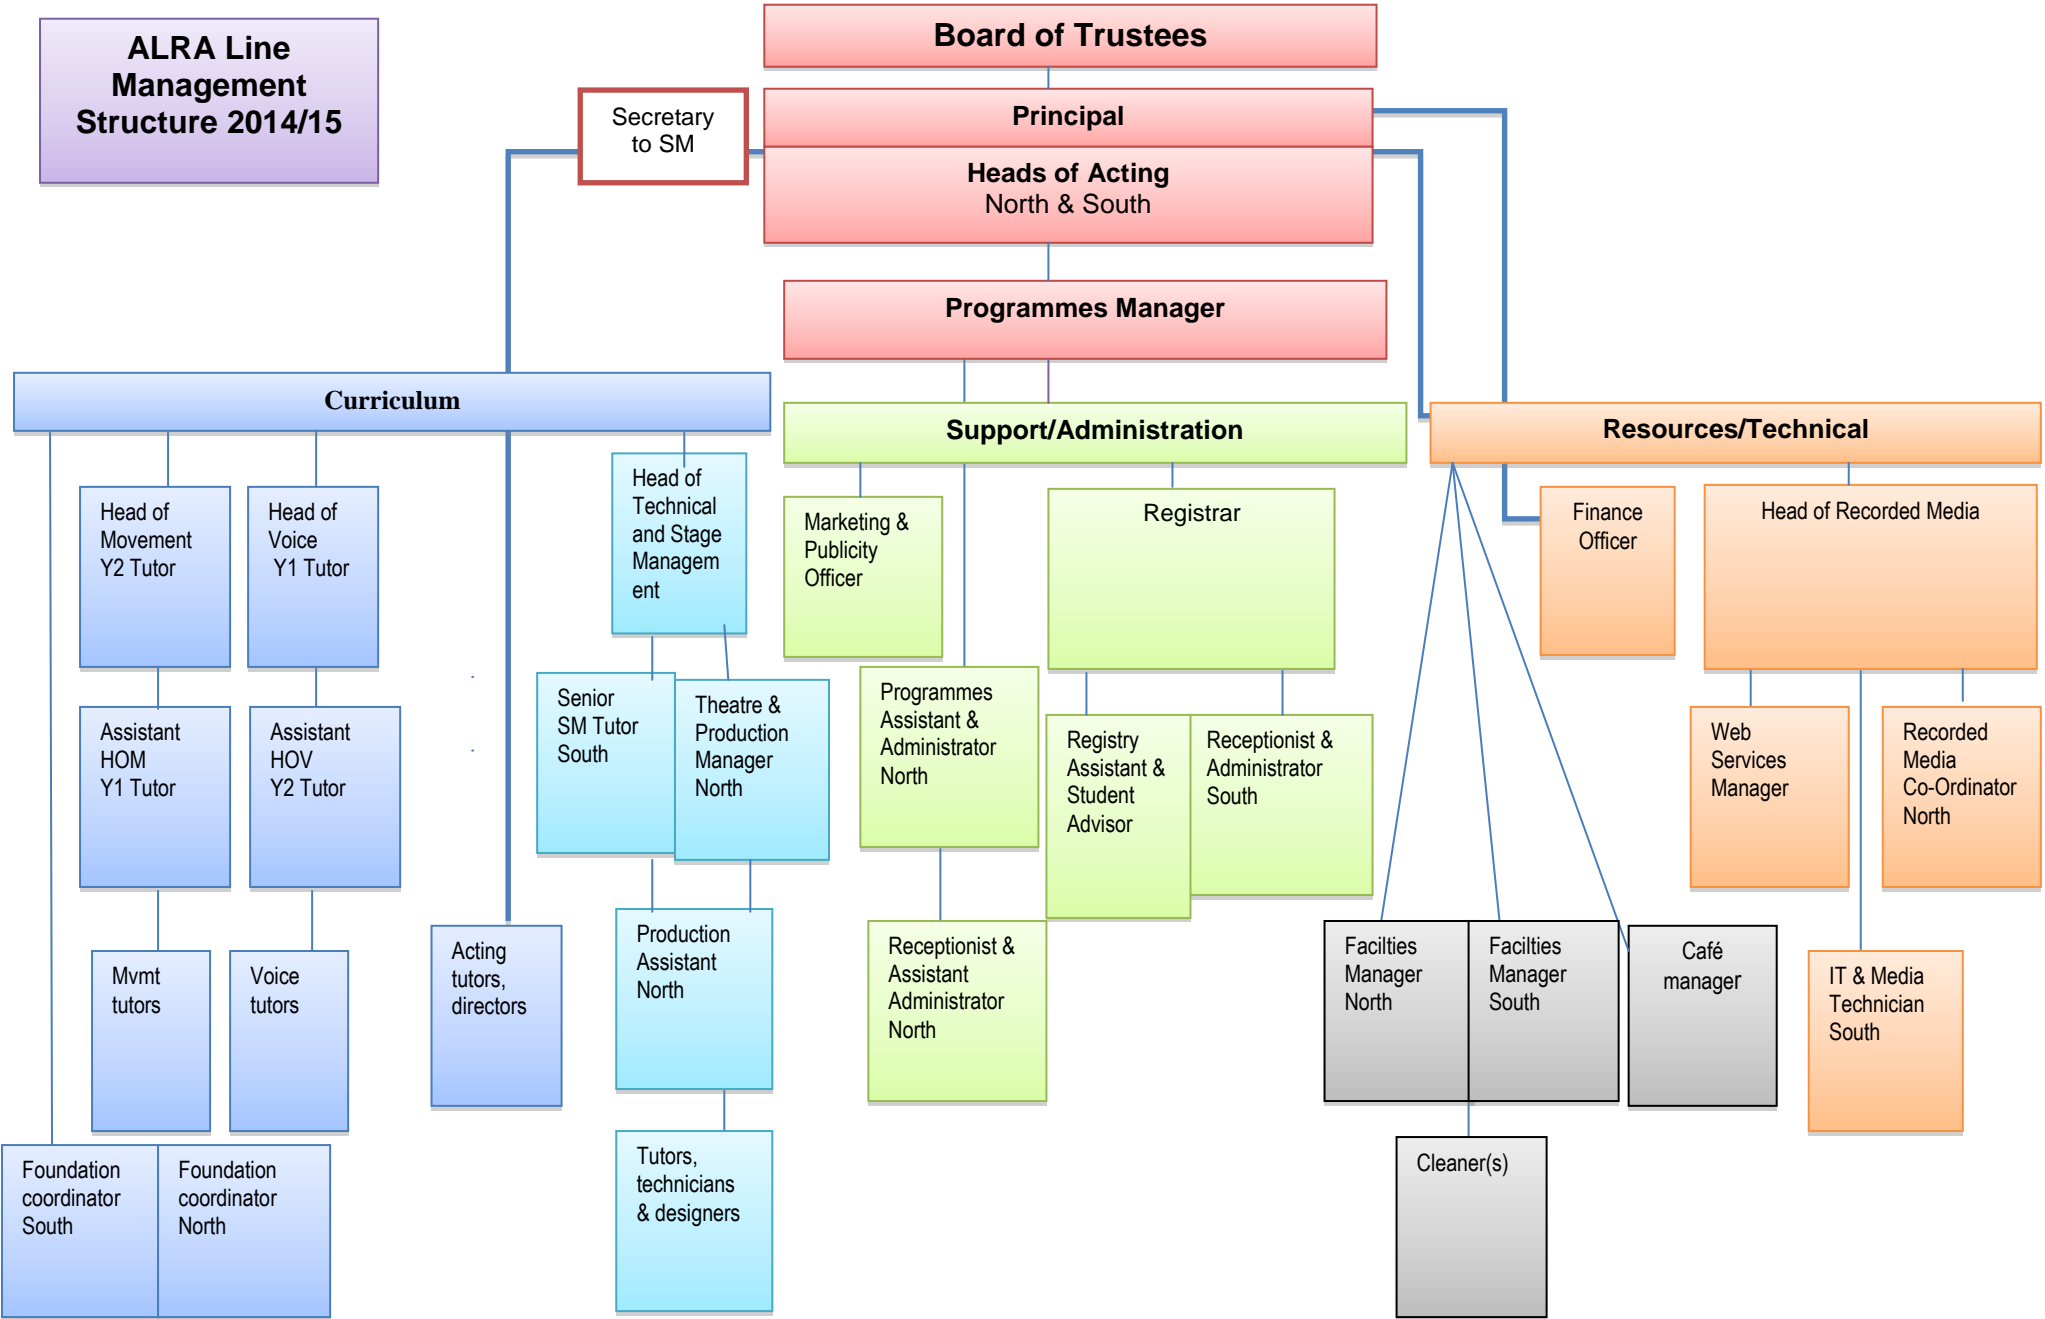 ALRA Line
Management
Structure 2014/15
Board of Trustees
Secretary
to SM
Principal
Heads of Acting
North & South
Programmes Manager
Curriculum
Support/Administration
Resources/Technical
Head of
Movement
Y2 Tutor
Head of
Voice
Y1 Tutor
Head of
Technical
and Stage
Managem
ent
Marketing &
Publicity
Officer
Registrar
Finance
Officer
Head of Recorded Media
Assistant
HOM
Y1 Tutor
Assistant
HOV
Y2 Tutor
Senior
SM Tutor
South
Theatre &
Production
Manager
North
Programmes
Assistant &
Administrator
North
Registry
Assistant &
Student
Advisor
Receptionist &
Administrator
South
Web
Services
Manager
Recorded
Media
Co-Ordinator
North
Mvmt
tutors
Voice
tutors
Acting
tutors,
directors
Production
Assistant
North
Receptionist &
Assistant
Administrator
North
Facilties
Manager
North
Facilties
Manager
South
Café
manager
IT & Media
Technician
South
Foundation
coordinator
South
Foundation
coordinator
North
Tutors,
technicians
& designers
Cleaner(s)